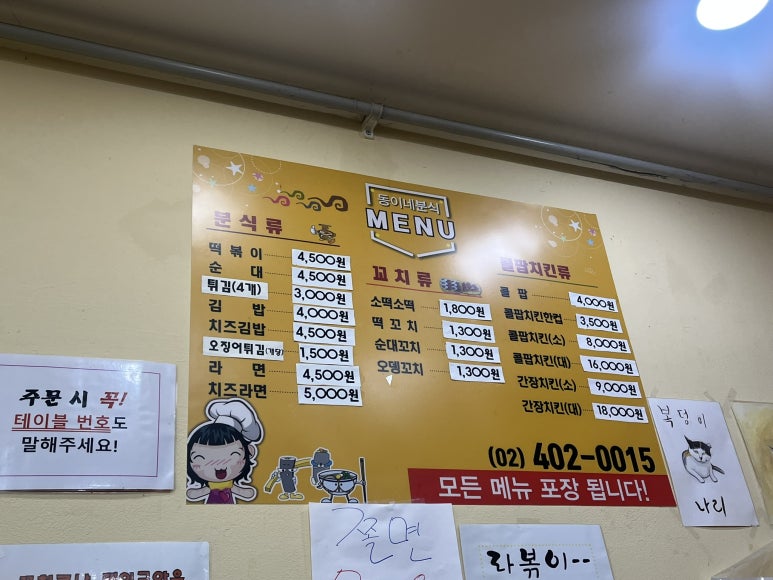 동이네분식
MENU
분식류
떡볶이 4,500원
순대 4,500원
튀김(4개) 3,000원
김밥 4,000원
치즈김밥 4,500원
오징어튀김(개당) 1,500원
라면 4,500원
치즈라면 5,000원
꼬치류
소떡소떡 1,800원
떡꼬치 1,300원
순대꼬치 1,300원
오뎅꼬치 1,300원
콜팝치킨류
콜팝 4,000원
콜팝치킨한컵 3,500원
콜팝치킨(소) 8,000원
콜팝치킨(대) 16,000원
간장치킨(소) 9,000원
간장치킨(대) 18,000원
(02) 402-0015
모든 메뉴 포장 됩니다!
주문시 꼭!
테이블 번호도
말해주세요!
복덩이
나리
쫄면
라볶이--